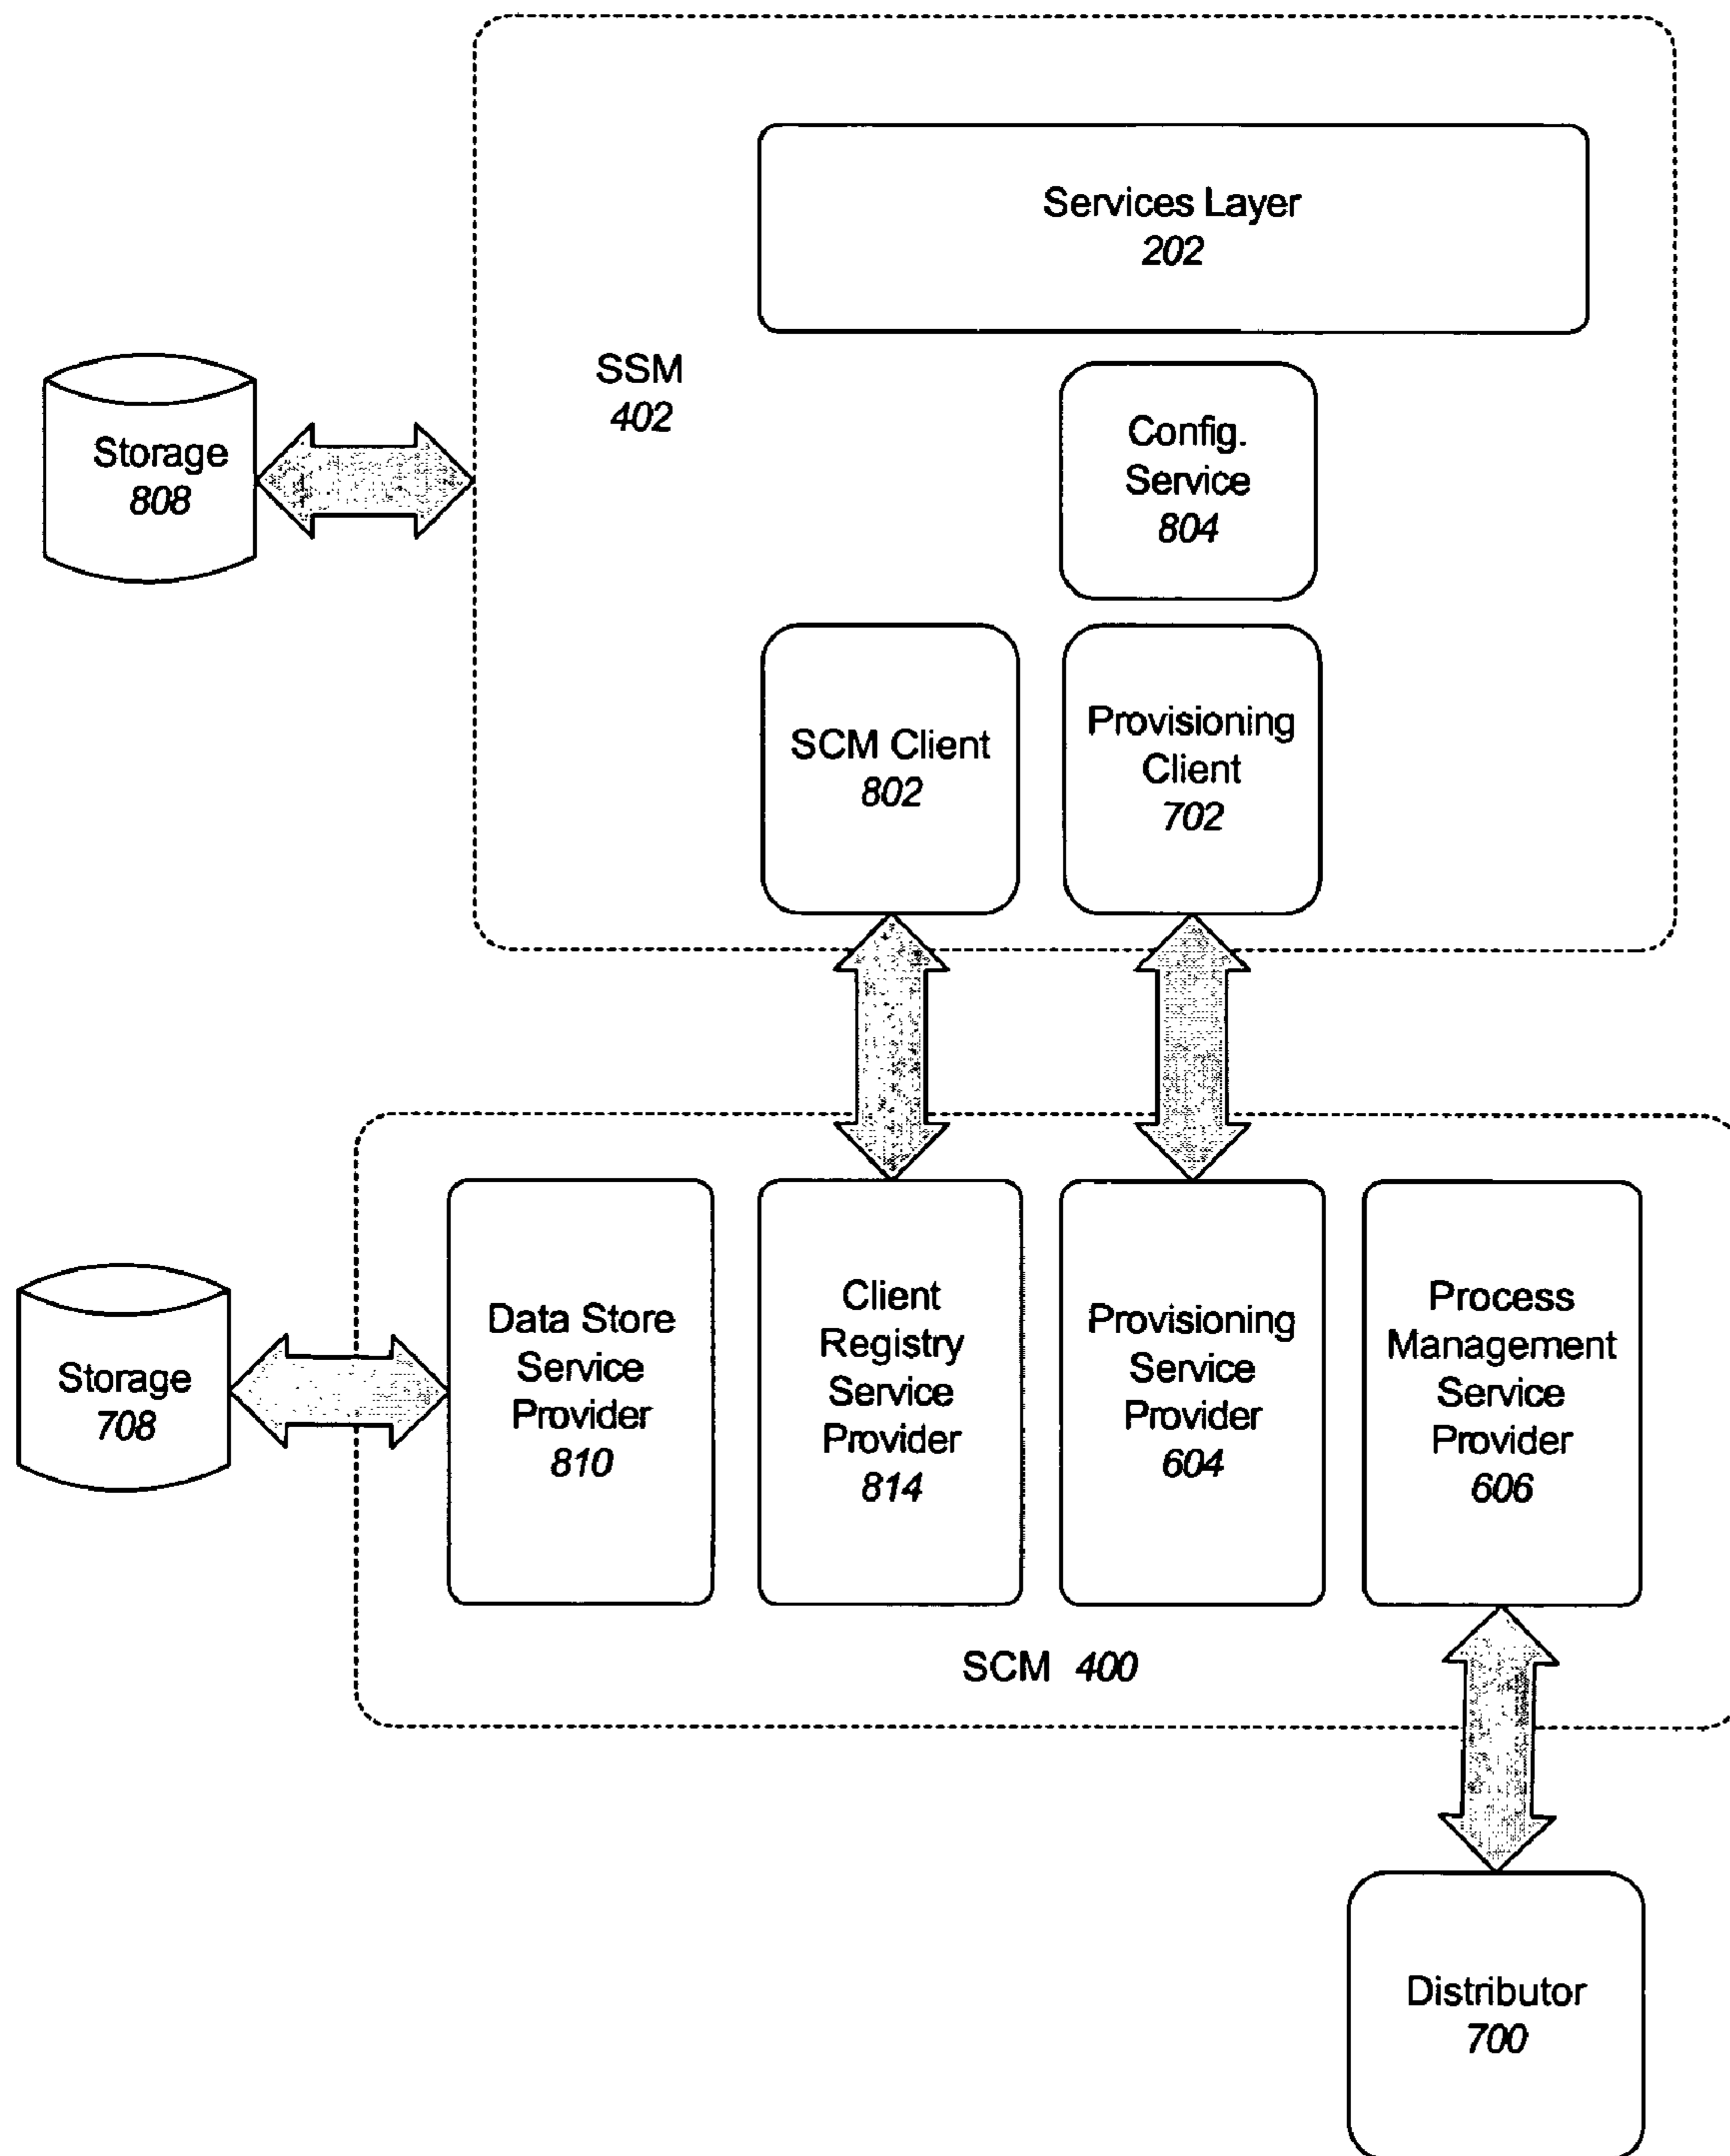 Services Layer
202
SSM
402
Storage
808
Config.
Service
804
SCM Client
802
Provisioning
Client
702
Storage
708
Data Store
Service
Provider
810
Client
Registry
Service
Provider
814
Provisioning
Service
Provider
604
Process
Management
Service
Provider
606
SCM 400
Distributor
700